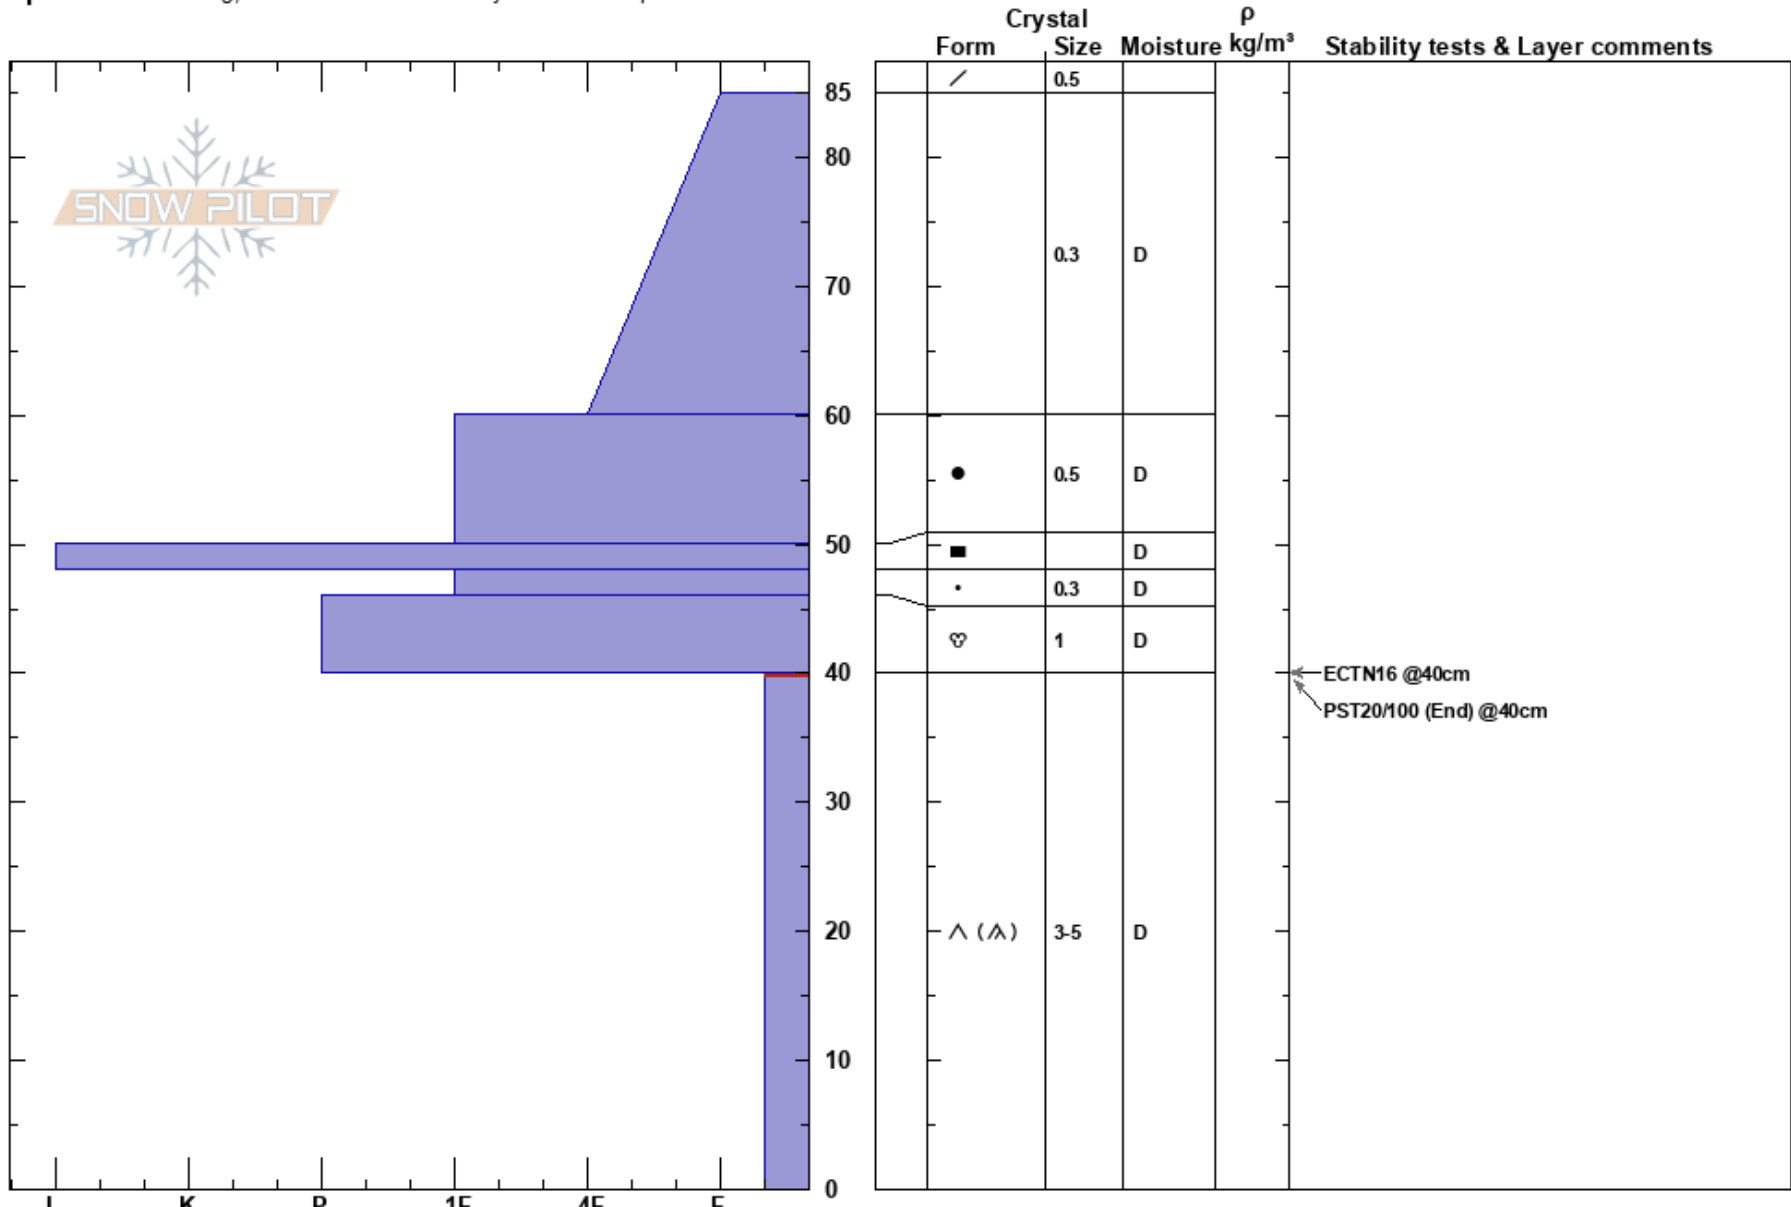 Crystal
ρ
Form Size Moisture kg/m³ Stability tests & Layer comments
0.5
85
SNOW PILOT
80
0.3 D
70
60
0.5 D
50
D
0.3 D
1 D
40
ECTN16 @40cm
PST20/100 (End) @40cm
30
20
( ) 3-5 D
10
0
I K P 1F 4F F